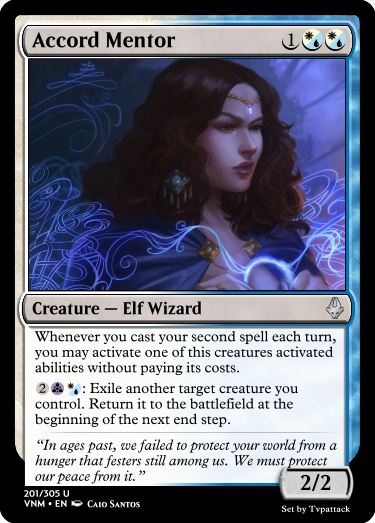 Accord Mentor 1
Creature — Elf Wizard
Whenever you cast your second spell each turn,
you may activate one of this creatures activated
abilities without paying its costs.
2 : Exile another target creature you
control. Return it to the battlefield at the
beginning of the next end step.
“In ages past, we failed to protect your world from a
hunger that festers still among us. We must protect
our peace from it.”
2/2
201/305 U
VNM • EN Caio Santos
Set by Tvpattack